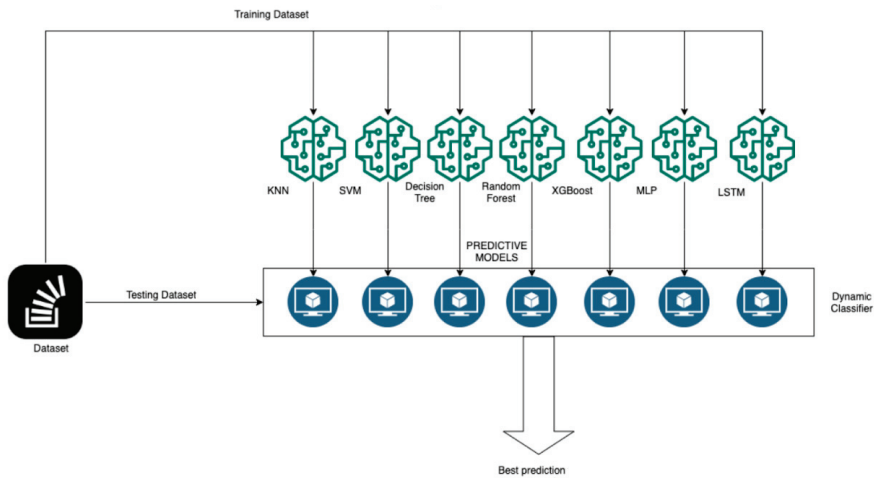 Training Dataset
KNN
SVM
Decision
Tree
Random
Forest
XGBoost
MLP
LSTM
PREDICTIVE
MODELS
Testing Dataset
Dynamic
Classifier
Dataset
Best prediction